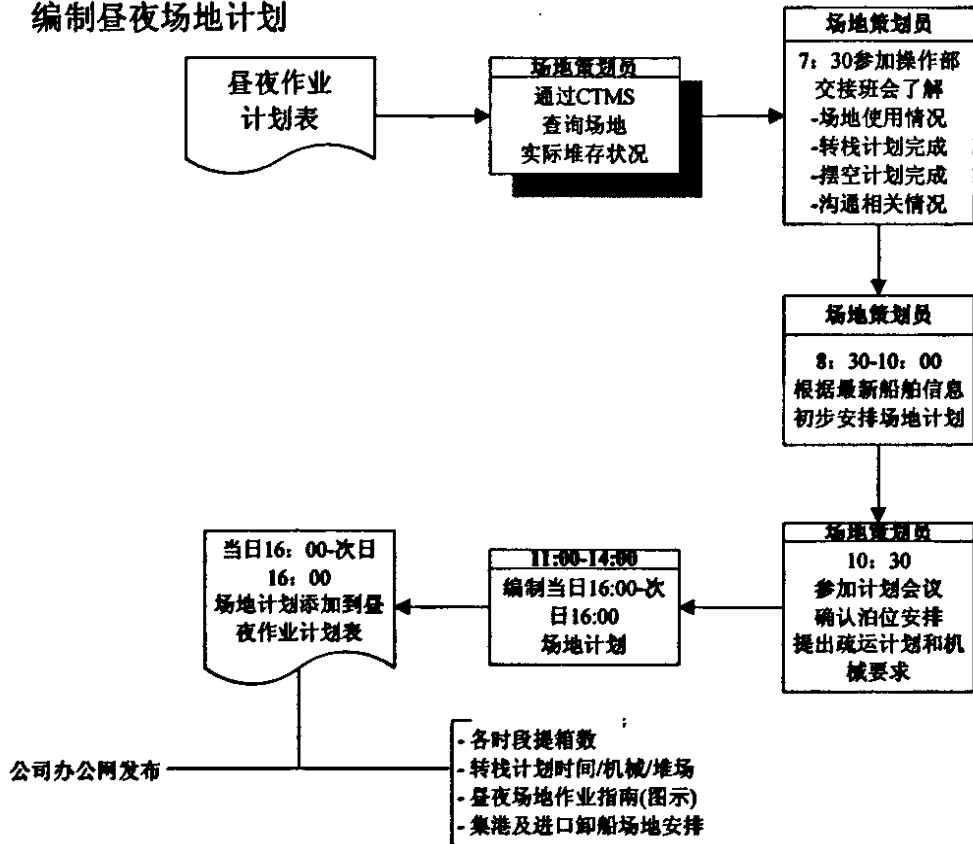 编制昼夜场地计划
昼夜作业
计划表
场地策划员
通过CTMS
查询场地
实际堆存状况
场地策划员
7：30参加操作部
交接班会了解
-场地使用情况
-转栈计划完成
-摆空计划完成
-沟通相关情况
场地策划员
8：30-10：00
根据最新船舶信息
初步安排场地计划
场地策划员
10：30
参加计划会议
确认泊位安排
提出疏运计划和机
械要求
11:00-14:00
编制当日16:00-次
日16:00
场地计划
当日16：00-次日
16：00
场地计划添加到昼
夜作业计划表
公司办公网发布
- 各时段提箱数
- 转栈计划时间/机械/堆场
- 昼夜场地作业指南(图示)
- 集港及进口卸船场地安排